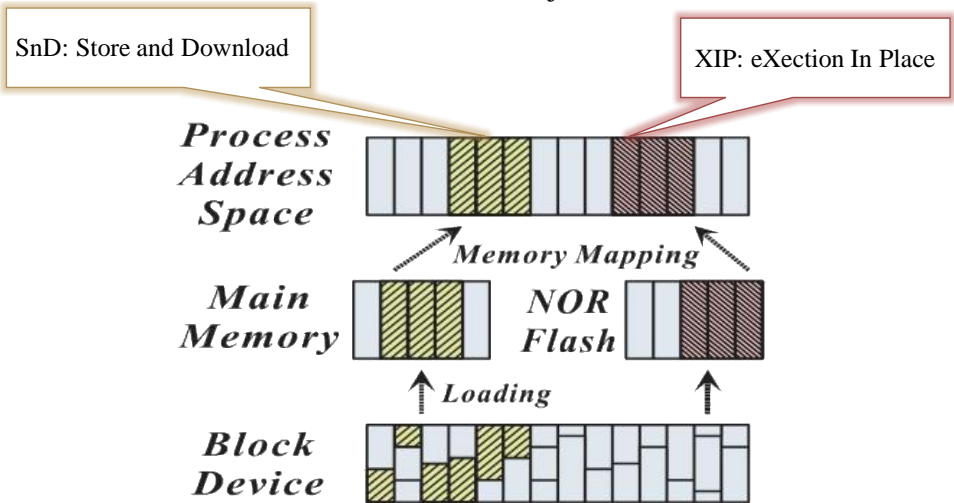 SnD: Store and Download
XIP: eXection In Place
Process
Address
Space
Memory Mapping
Main
Memory
NOR
Flash
Loading
Block
Device